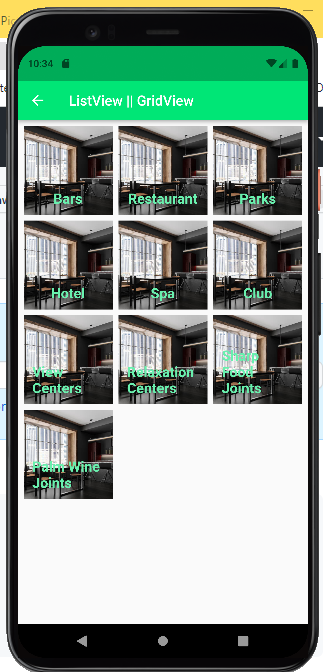 10:34
ListView || GridView
Bars
Restaurant
Parks
Hotel
Spa
Club
View
Centers
Relaxation
Centers
Sharp
Food
Joints
Palm Wine
Joints